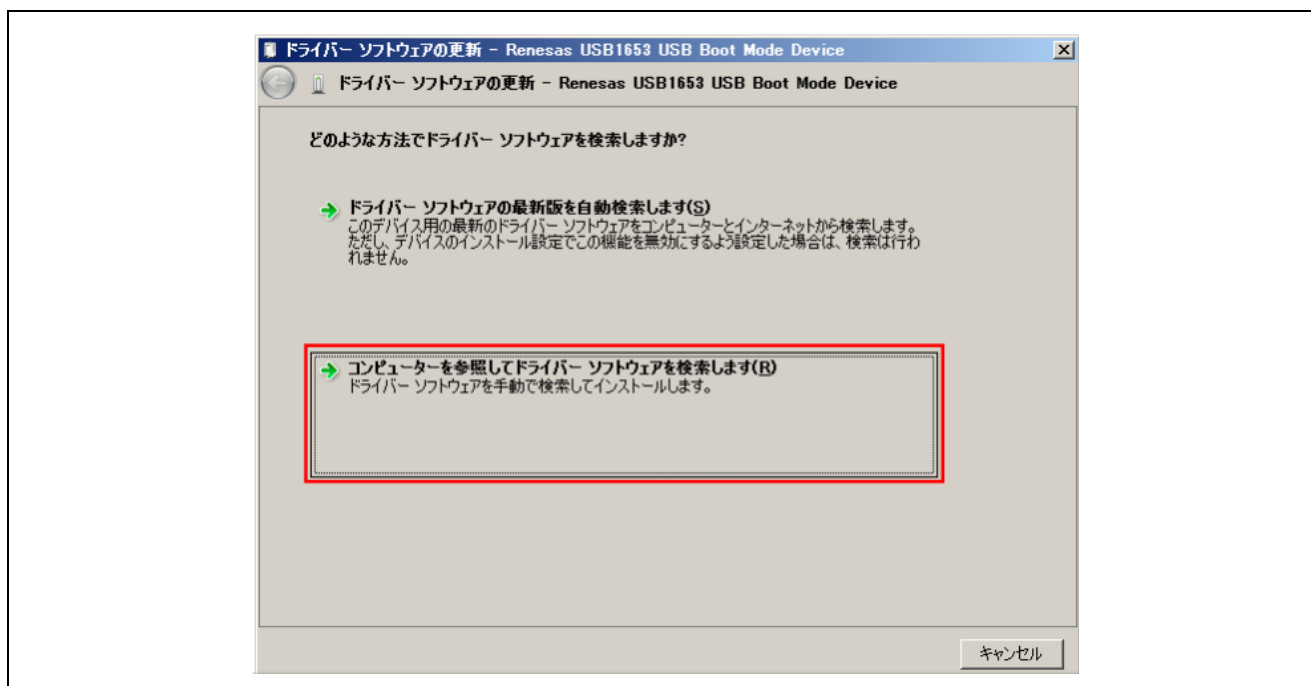 ドライバー ソフトウェアの更新 - Renesas USB1653 USB Boot Mode Device
ドライバー ソフトウェアの更新 - Renesas USB1653 USB Boot Mode Device
どのような方法でドライバー ソフトウェアを検索しますか?
ドライバー ソフトウェアの最新版を自動検索します(S)
このデバイス用の最新のドライバー ソフトウェアをコンピューターとインターネットから検索します。
ただし、デバイスのインストール設定でこの機能を無効にするよう設定した場合は、検索は行わ
れません。
コンピューターを参照してドライバー ソフトウェアを検索します(R)
ドライバー ソフトウェアを手動で検索してインストールします。
キャンセル